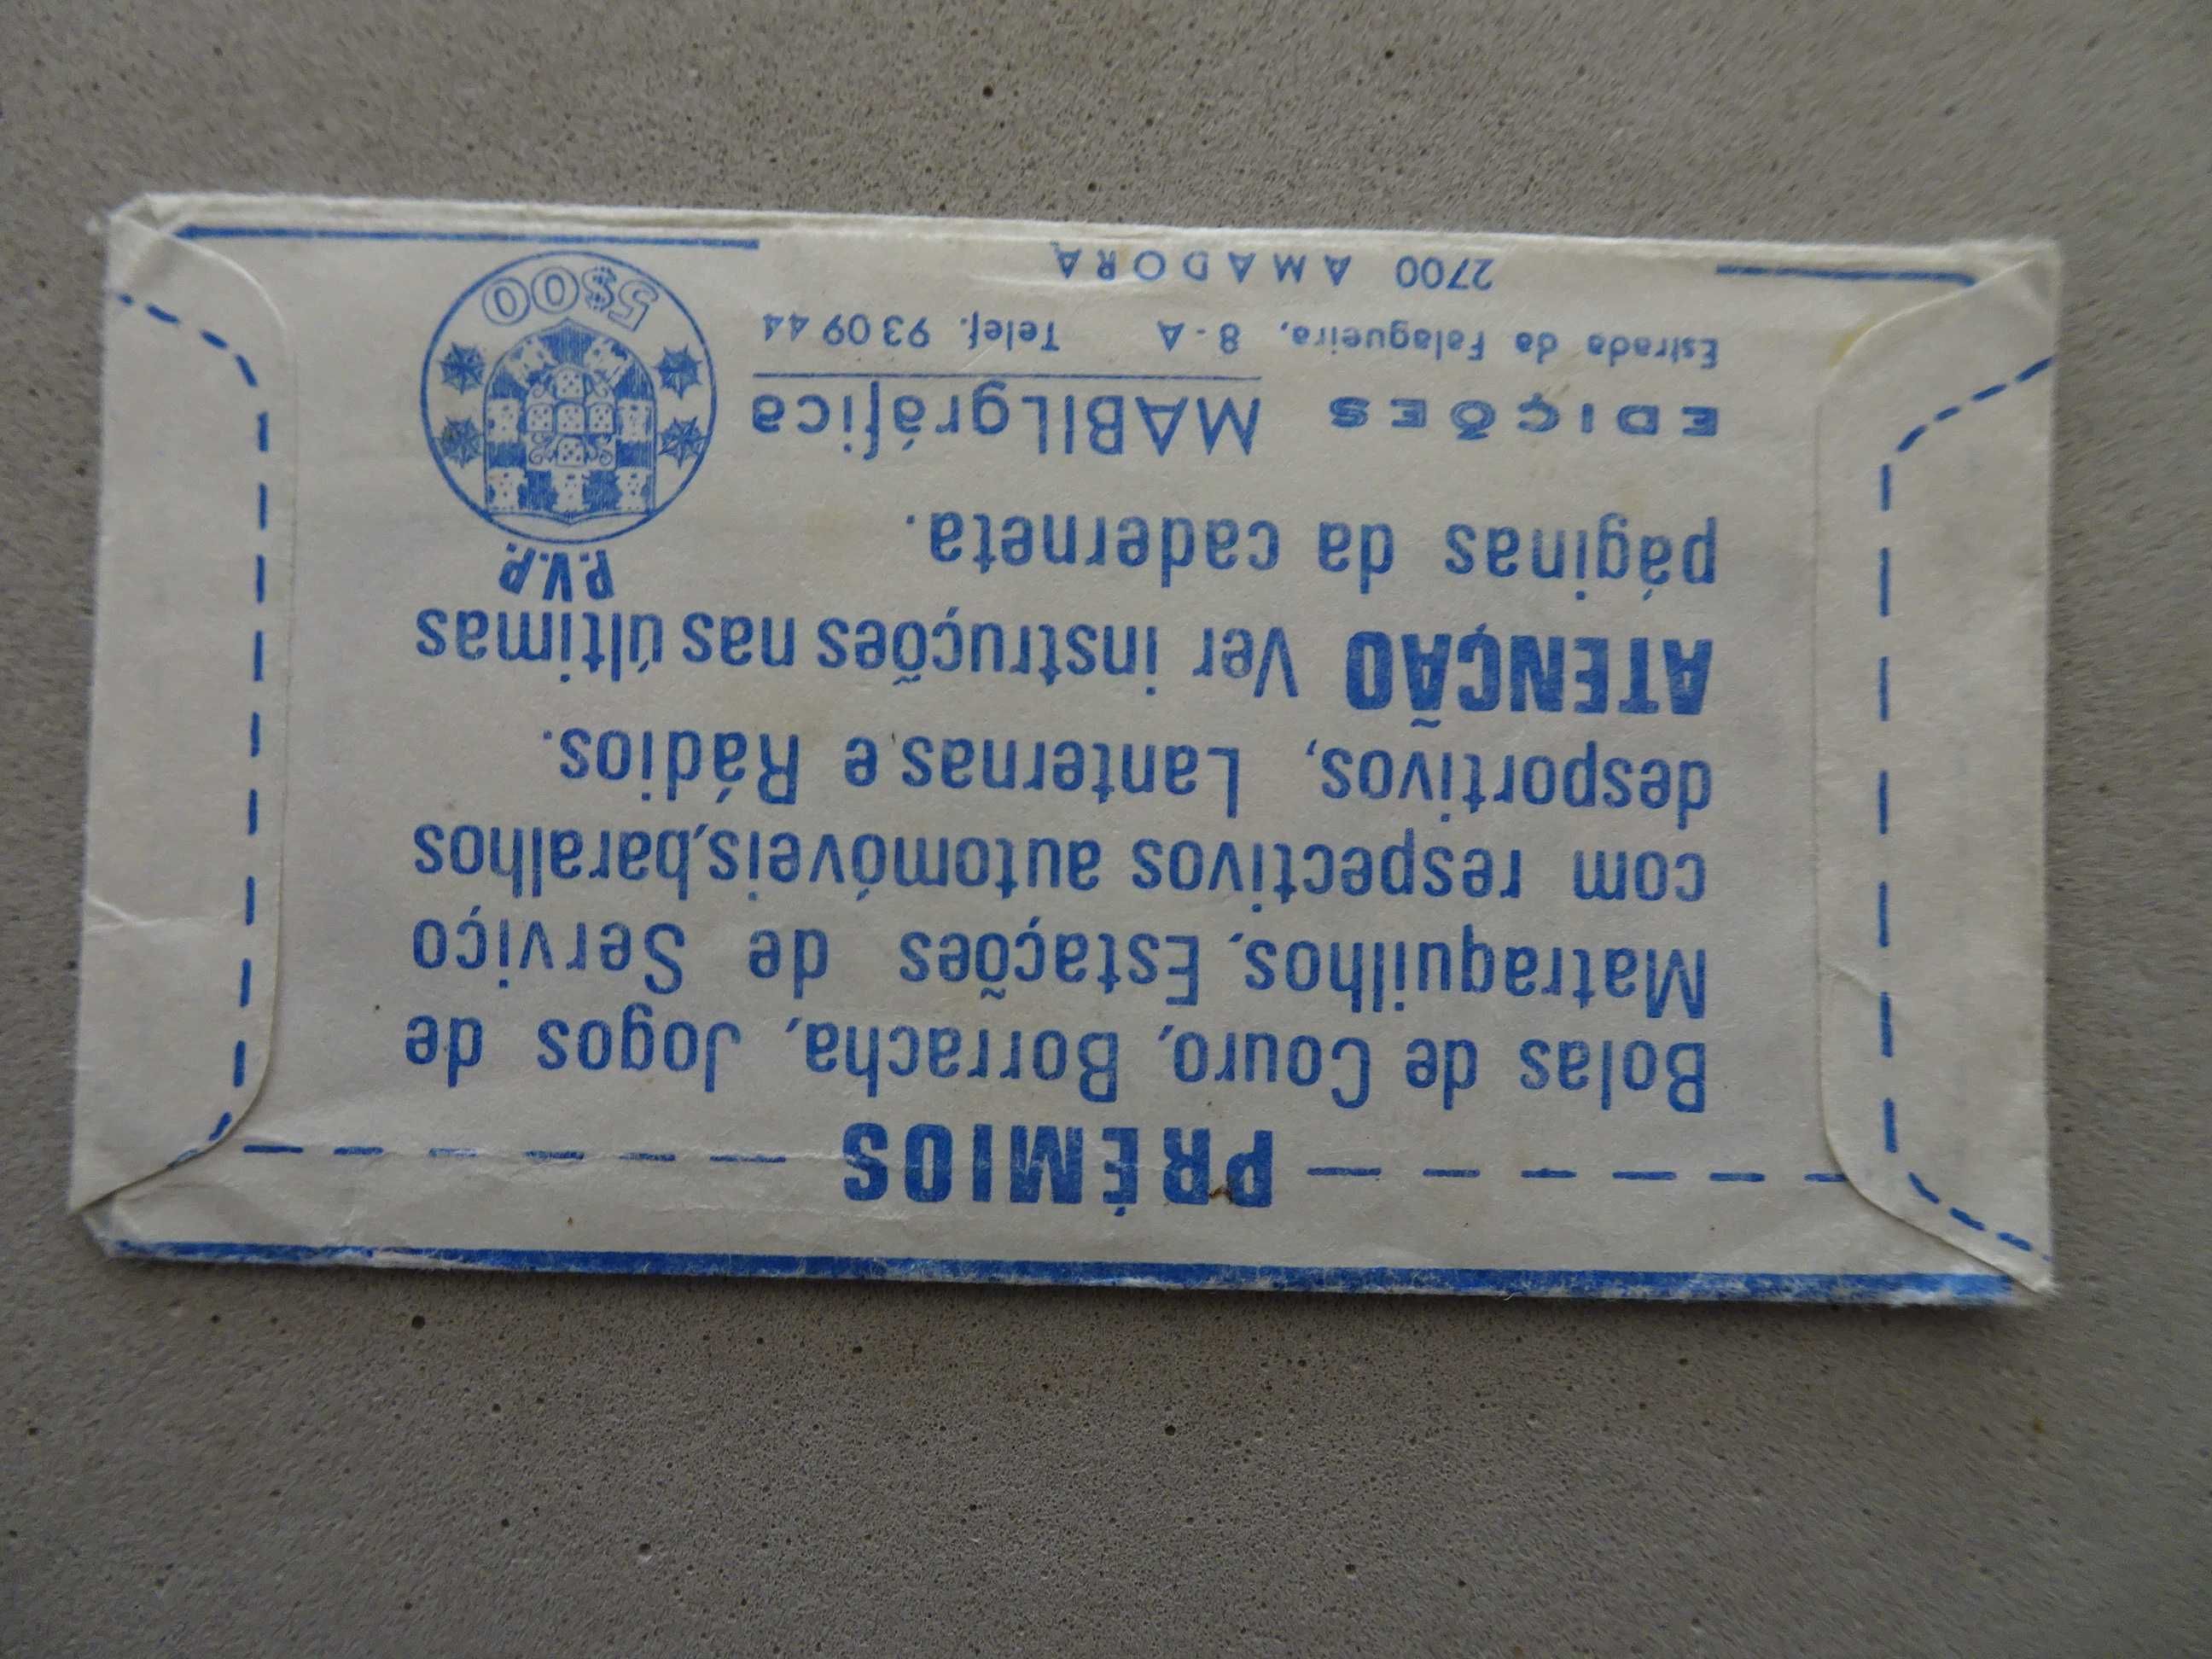 PRÉMIOS
Bolas de Couro, Borracha, Jogos de
Matraquilhos, Estações de Serviço
com respectivos automóveis, baralhos
desportivos, Lanternas e Rádios.
ATENÇÃO Ver instruções nas últimas
páginas da caderneta.
P.V.P.
5$00
EDIÇÕES MABILgráfica
Estrada da Falagueira, 8-A Telef. 93 09 44
2700 AMADORA